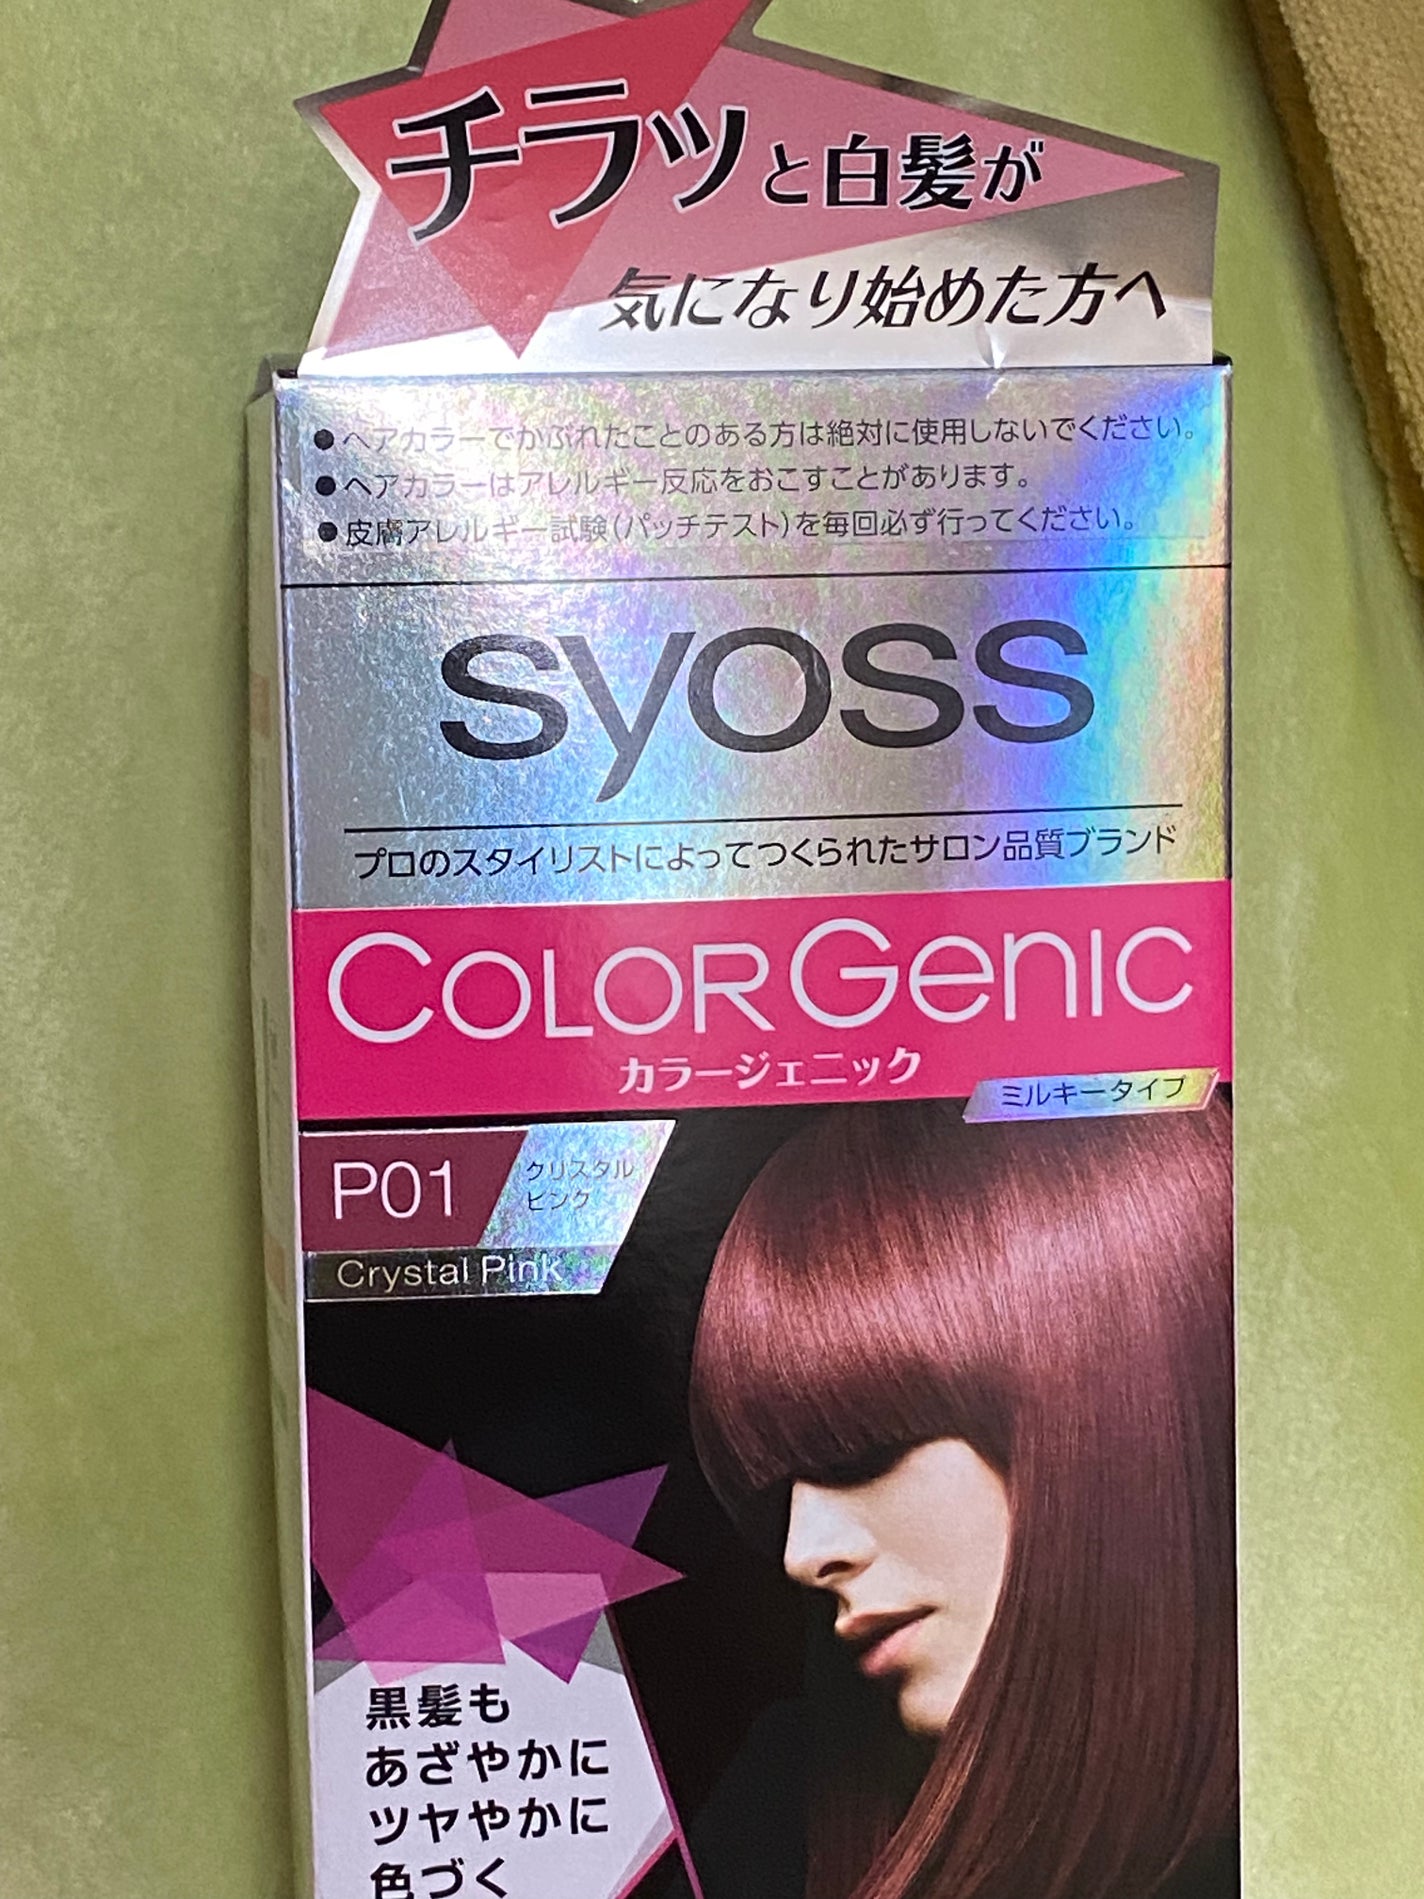 チラッと白髪が
気になり始めた方へ
●ヘアカラーでかぶれたことのある方は絶対に使用しないでください。
●ヘアカラーはアレルギー反応をおこすことがあります。
●皮膚アレルギー試験(パッチテスト)を毎回必ず行ってください。
syoss
プロのスタイリストによってつくられたサロン品質ブランド
COLORGenIC
カラージェニック
ミルキータイプ
P01
クリスタル
ピンク
Crystal Pink
黒髪も
あざやかに
ツヤやかに
色づく